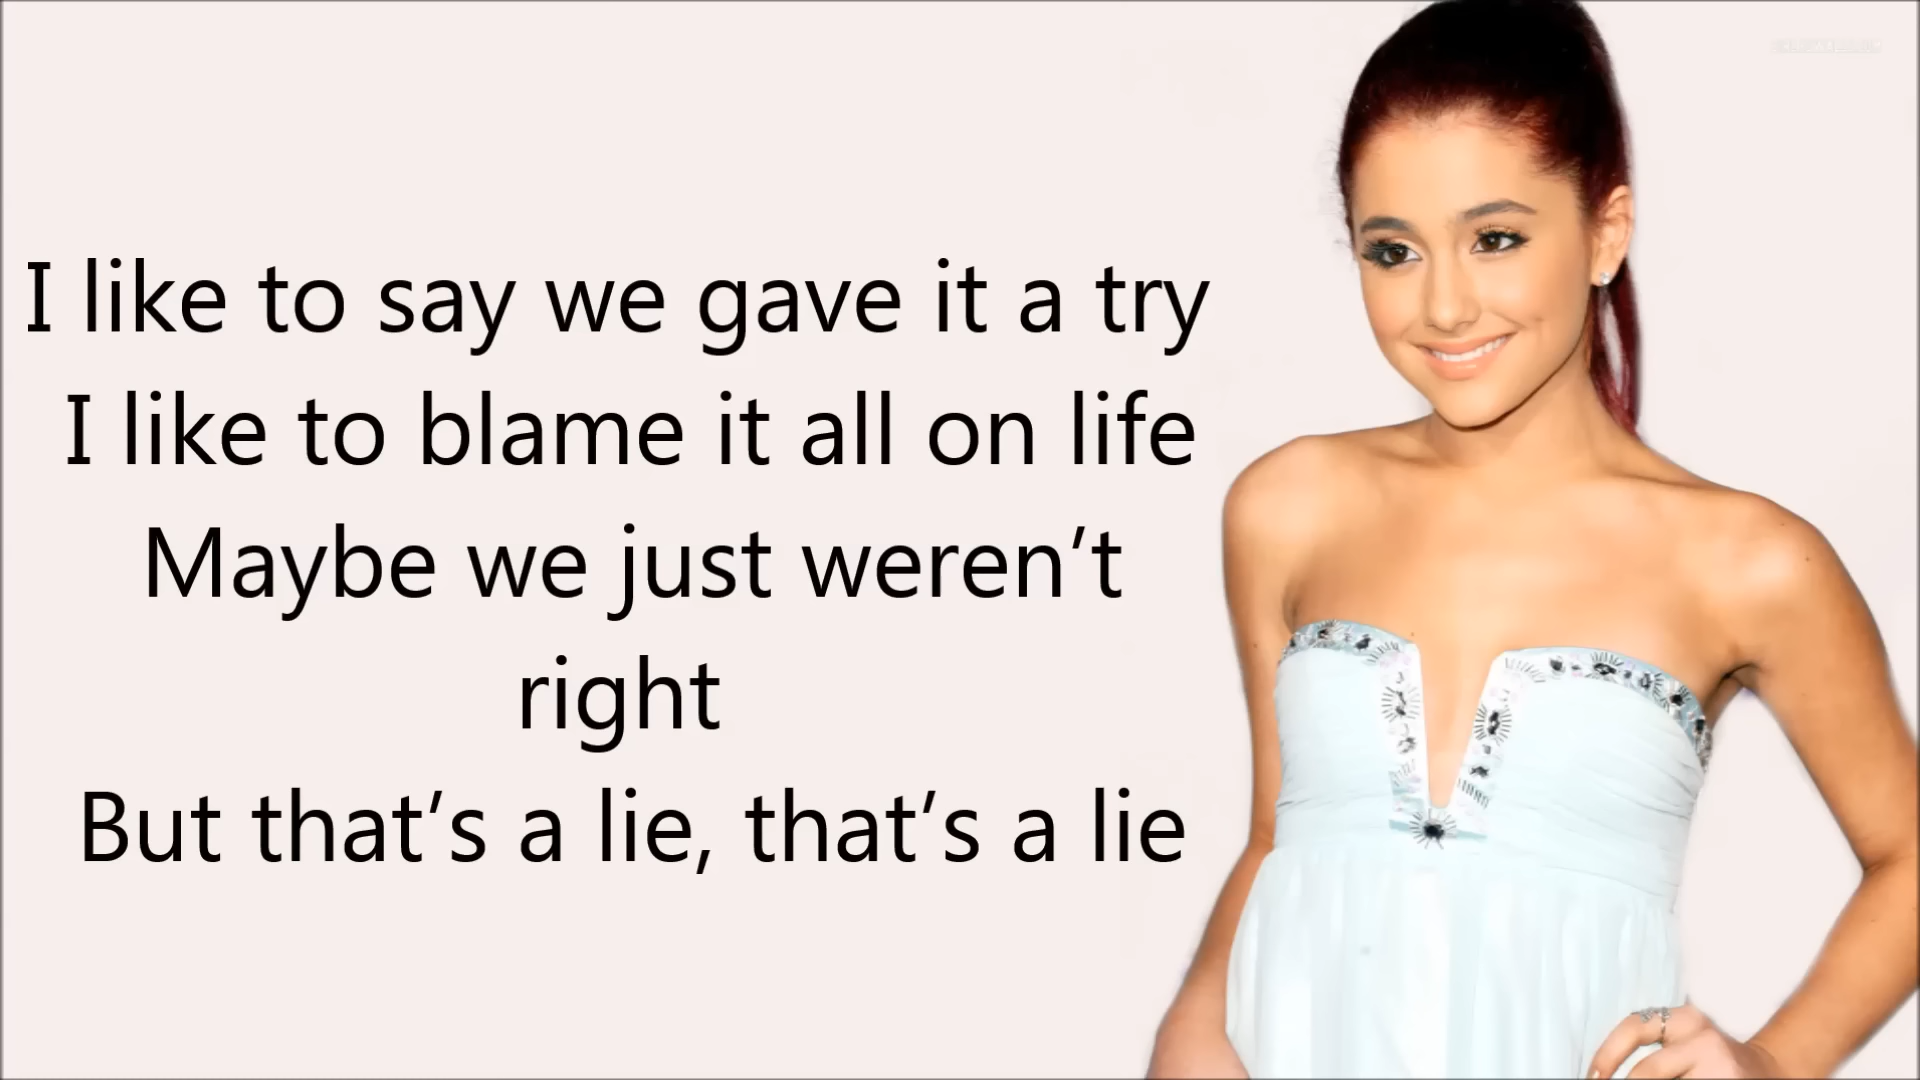 I like to say we gave it a try
I like to blame it all on life
Maybe we just weren’t
right
But that’s a lie, that’s a lie